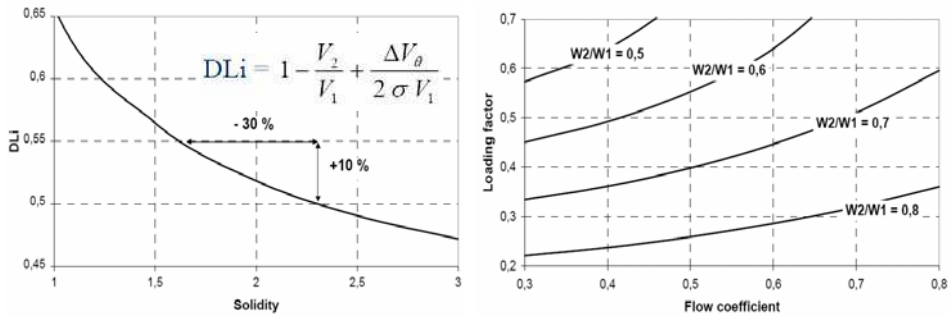 0,65
0,6
0,55
0,5
0,45
DLi
DLi = 1 - V₂/V₁ + ΔV_θ / 2 σ V₁
- 30 %
+10 %
1
1,5
2
2,5
3
Solidity
0,7
0,6
0,5
0,4
0,3
0,2
Loading factor
W2/W1 = 0,5
W2/W1 = 0,6
W2/W1 = 0,7
W2/W1 = 0,8
0,3
0,4
0,5
0,6
0,7
0,8
Flow coefficient